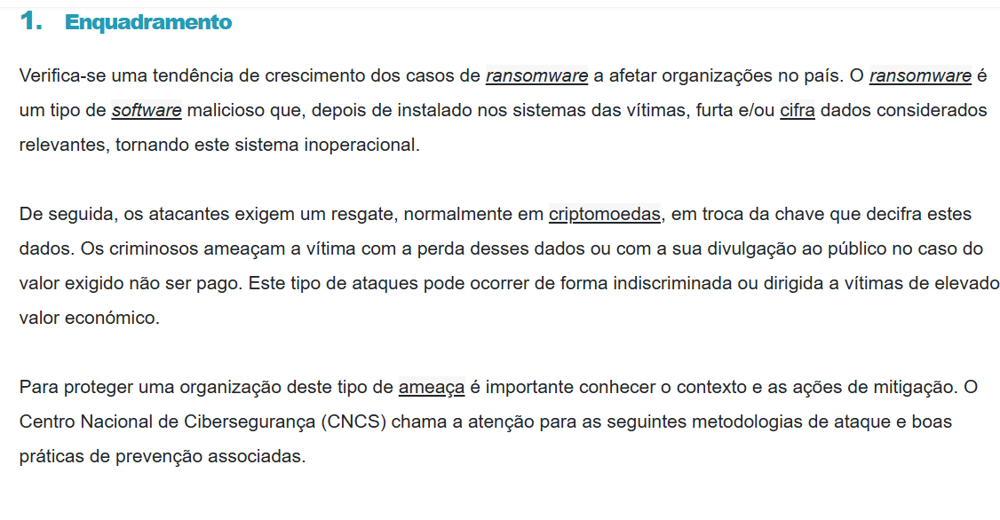 1. Enquadramento
Verifica-se uma tendência de crescimento dos casos de ransomware a afetar organizações no país. O ransomware é
um tipo de software malicioso que, depois de instalado nos sistemas das vítimas, furta e/ou cifra dados considerados
relevantes, tornando este sistema inoperacional.
De seguida, os atacantes exigem um resgate, normalmente em criptomoedas, em troca da chave que decifra estes
dados. Os criminosos ameaçam a vítima com a perda desses dados ou com a sua divulgação ao público no caso do
valor exigido não ser pago. Este tipo de ataques pode ocorrer de forma indiscriminada ou dirigida a vítimas de elevado
valor económico.
Para proteger uma organização deste tipo de ameaça é importante conhecer o contexto e as ações de mitigação. O
Centro Nacional de Cibersegurança (CNCS) chama a atenção para as seguintes metodologias de ataque e boas
práticas de prevenção associadas.